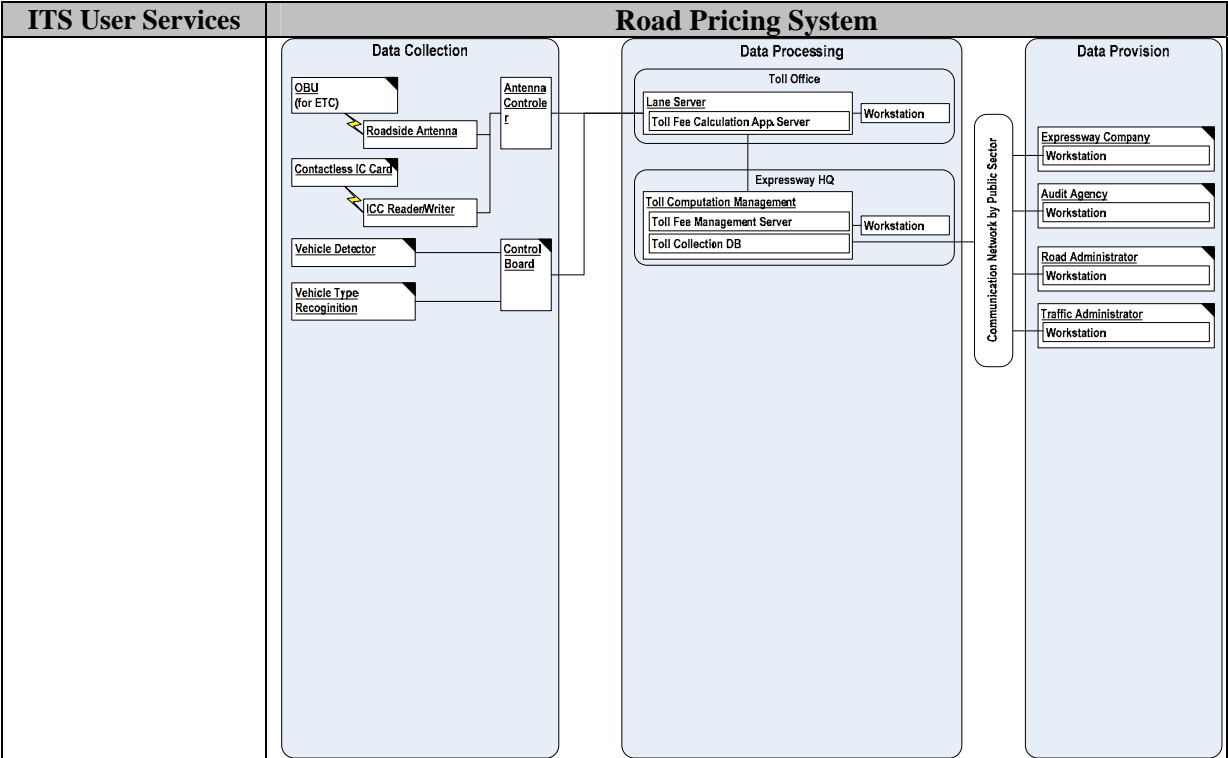 ITS User Services
Road Pricing System
Data Collection
OBU
(for ETC)
Roadside Antenna
Contactless IC Card
ICC Reader/Writer
Vehicle Detector
Vehicle Type
Recoginition
Antenna
Controle
r
Control
Board
Data Processing
Toll Office
Lane Server
Toll Fee Calculation App. Server
Workstation
Expressway HQ
Toll Computation Management
Toll Fee Management Server
Toll Collection DB
Workstation
Communication Network by Public Sector
Data Provision
Expressway Company
Workstation
Audit Agency
Workstation
Road Administrator
Workstation
Traffic Administrator
Workstation